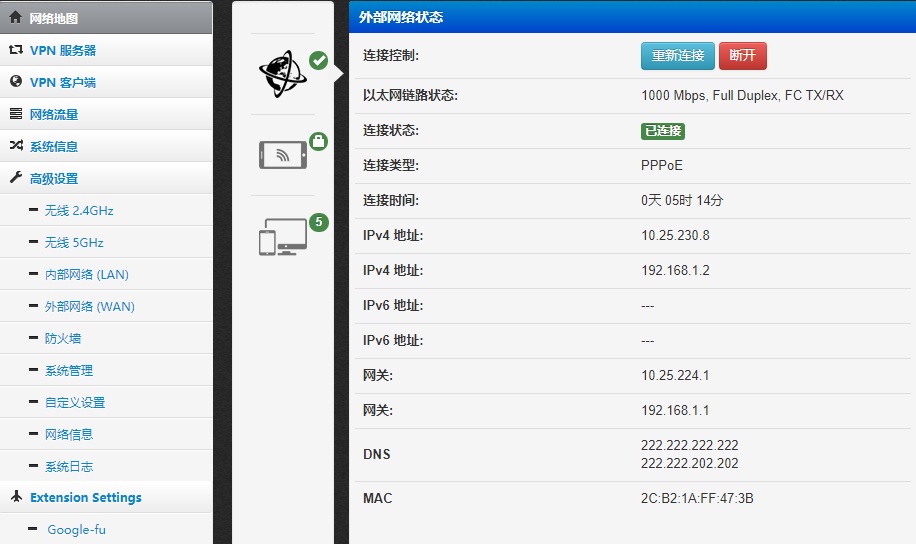 网络地图
VPN 服务器
VPN 客户端
网络流量
系统信息
高级设置
无线 2.4GHz
无线 5GHz
内部网络 (LAN)
外部网络 (WAN)
防火墙
系统管理
自定义设置
网络信息
系统日志
Extension Settings
Google-fu
5
外部网络状态
连接控制: 重新连接 断开
以太网链路状态: 1000 Mbps, Full Duplex, FC TX/RX
连接状态: 已连接
连接类型: PPPoE
连接时间: 0天 05时 14分
IPv4 地址: 10.25.230.8
IPv4 地址: 192.168.1.2
IPv6 地址: ---
IPv6 地址: ---
网关: 10.25.224.1
网关: 192.168.1.1
DNS 222.222.222.222
222.222.202.202
MAC 2C:B2:1A:FF:47:3B